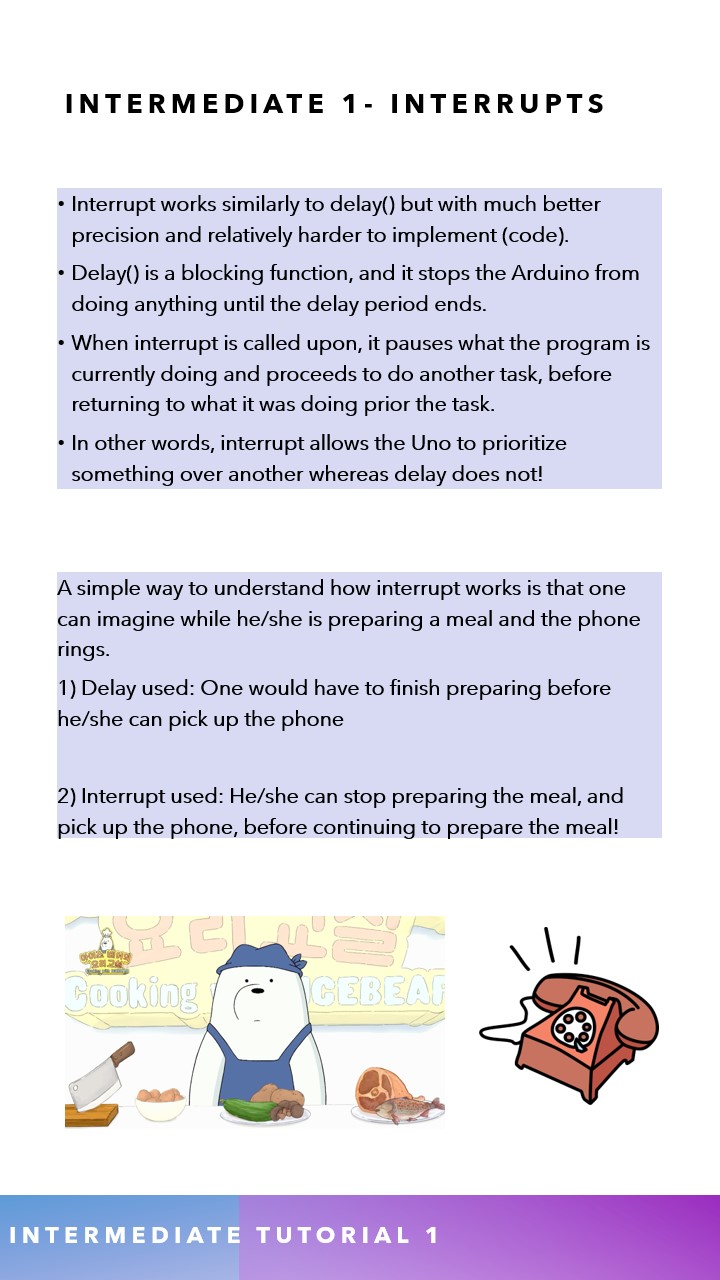 INTERMEDIATE 1- INTERRUPTS
• Interrupt works similarly to delay() but with much better
precision and relatively harder to implement (code).
• Delay() is a blocking function, and it stops the Arduino from
doing anything until the delay period ends.
• When interrupt is called upon, it pauses what the program is
currently doing and proceeds to do another task, before
returning to what it was doing prior the task.
• In other words, interrupt allows the Uno to prioritize
something over another whereas delay does not!
A simple way to understand how interrupt works is that one
can imagine while he/she is preparing a meal and the phone
rings.
1) Delay used: One would have to finish preparing before
he/she can pick up the phone
2) Interrupt used: He/she can stop preparing the meal, and
pick up the phone, before continuing to prepare the meal!
요리교실
Cooking
ICEBEAR
INTERMEDIATE TUTORIAL 1